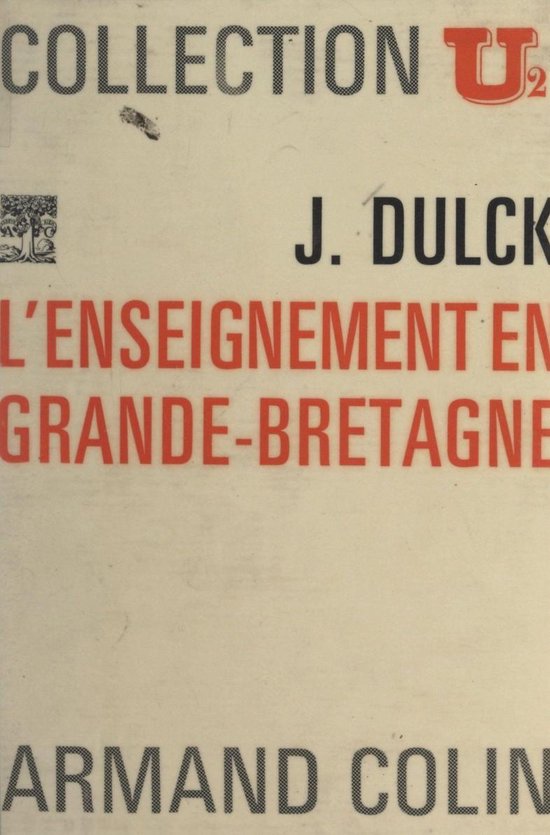 COLLECTION U2
A C
J. DULCK
L'ENSEIGNEMENT EN
GRANDE-BRETAGNE
ARMAND COLIN